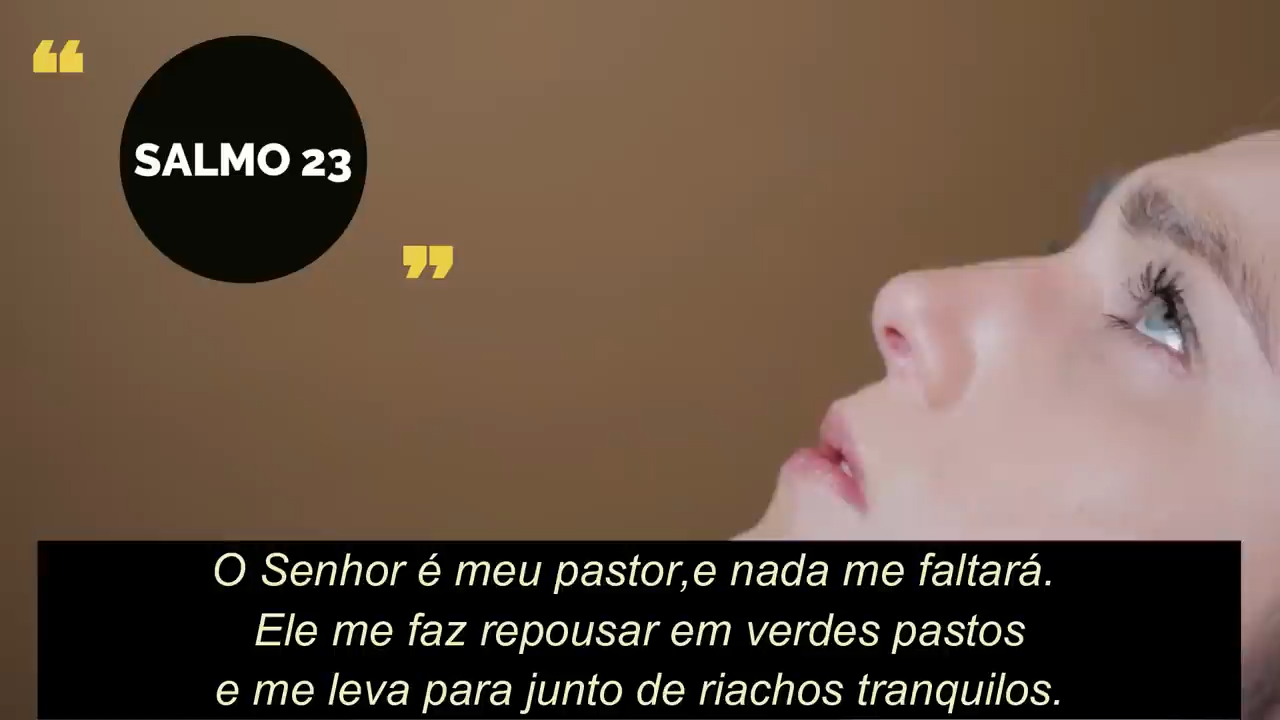 “
SALMO 23
”
O Senhor é meu pastor,e nada me faltará.
Ele me faz repousar em verdes pastos
e me leva para junto de riachos tranquilos.